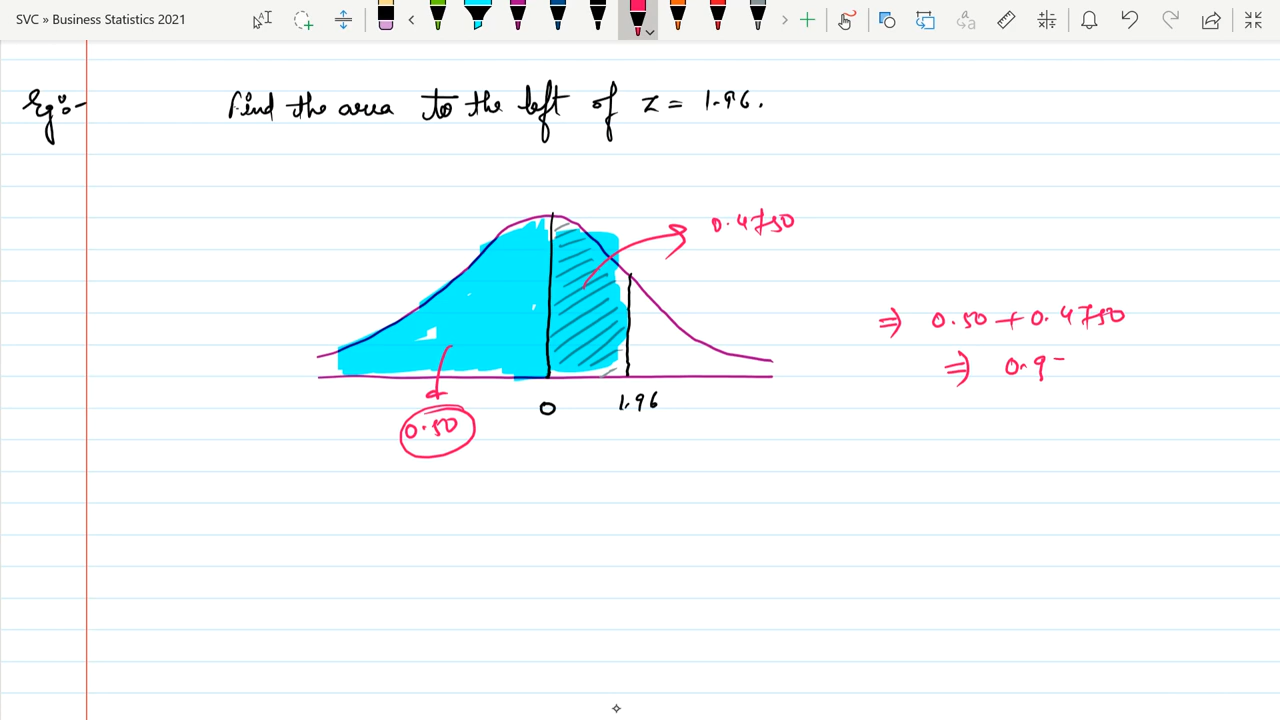 SVC » Business Statistics 2021
Eg:-
Find the area to the left of z = 1.96.
0.4750
⇒ 0.50 + 0.4750
⇒ 0.9-
0 1.96
0.50